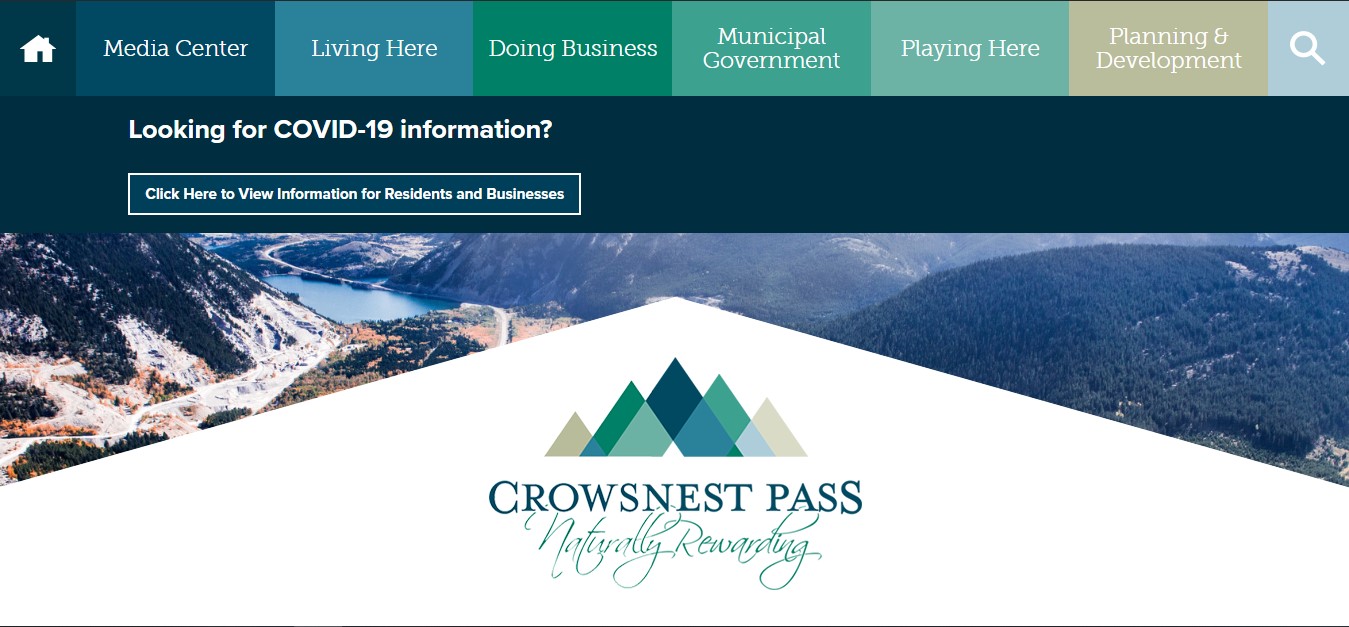 Media Center
Living Here
Doing Business
Municipal
Government
Playing Here
Planning &
Development
Looking for COVID-19 information?
Click Here to View Information for Residents and Businesses
CROWSNEST PASS
Naturally Rewarding